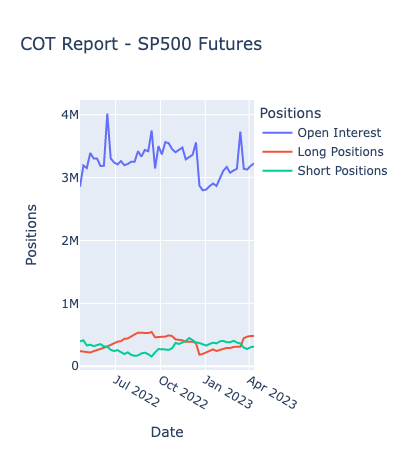 COT Report - SP500 Futures
Positions
Open Interest
Long Positions
Short Positions
4M
3M
2M
1M
0
Positions
Jul 2022
Oct 2022
Jan 2023
Apr 2023
Date